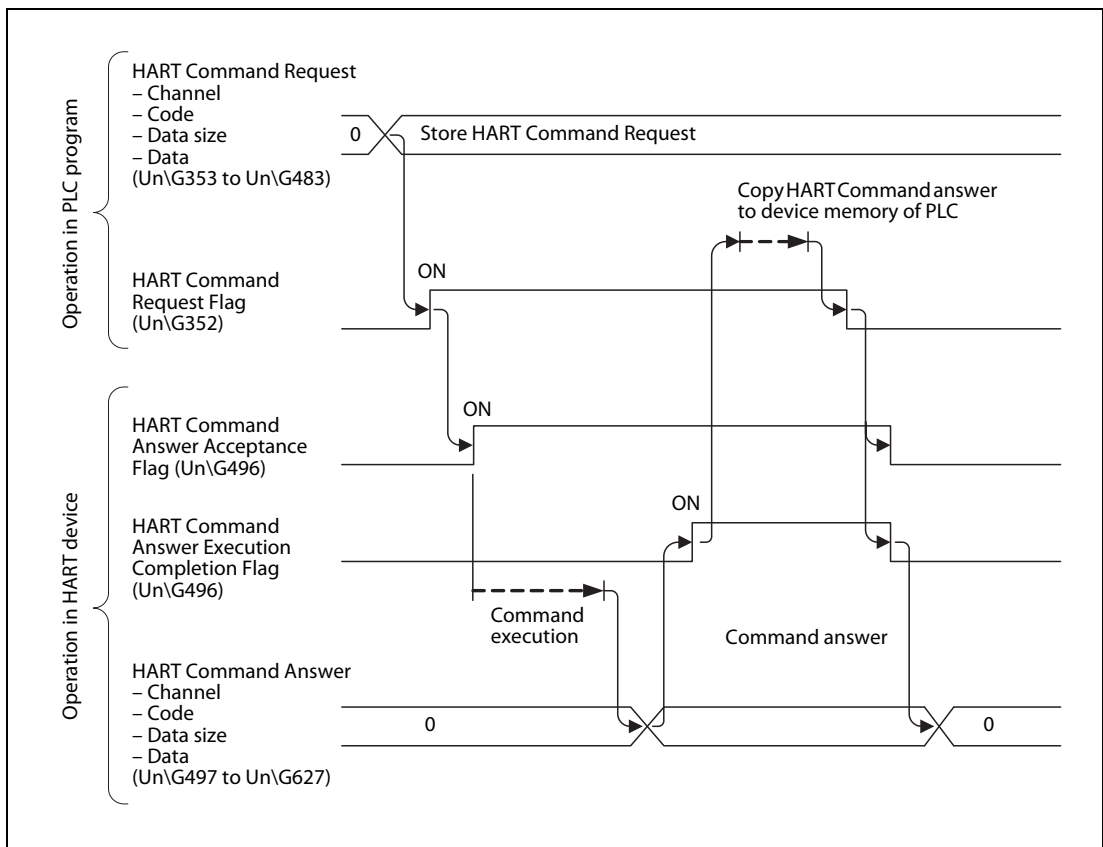 Operation in PLC program
HART Command Request
– Channel
– Code
– Data size
– Data
(Un\G353 to Un\G483)
0
Store HART Command Request
Copy HART Command answer
to device memory of PLC
HART Command
Request Flag
(Un\G352)
ON
Operation in HART device
HART Command
Answer Acceptance
Flag (Un\G496)
ON
HART Command
Answer Execution
Completion Flag
(Un\G496)
ON
Command
execution
Command answer
HART Command Answer
– Channel
– Code
– Data size
– Data
(Un\G497 to Un\G627)
0
0